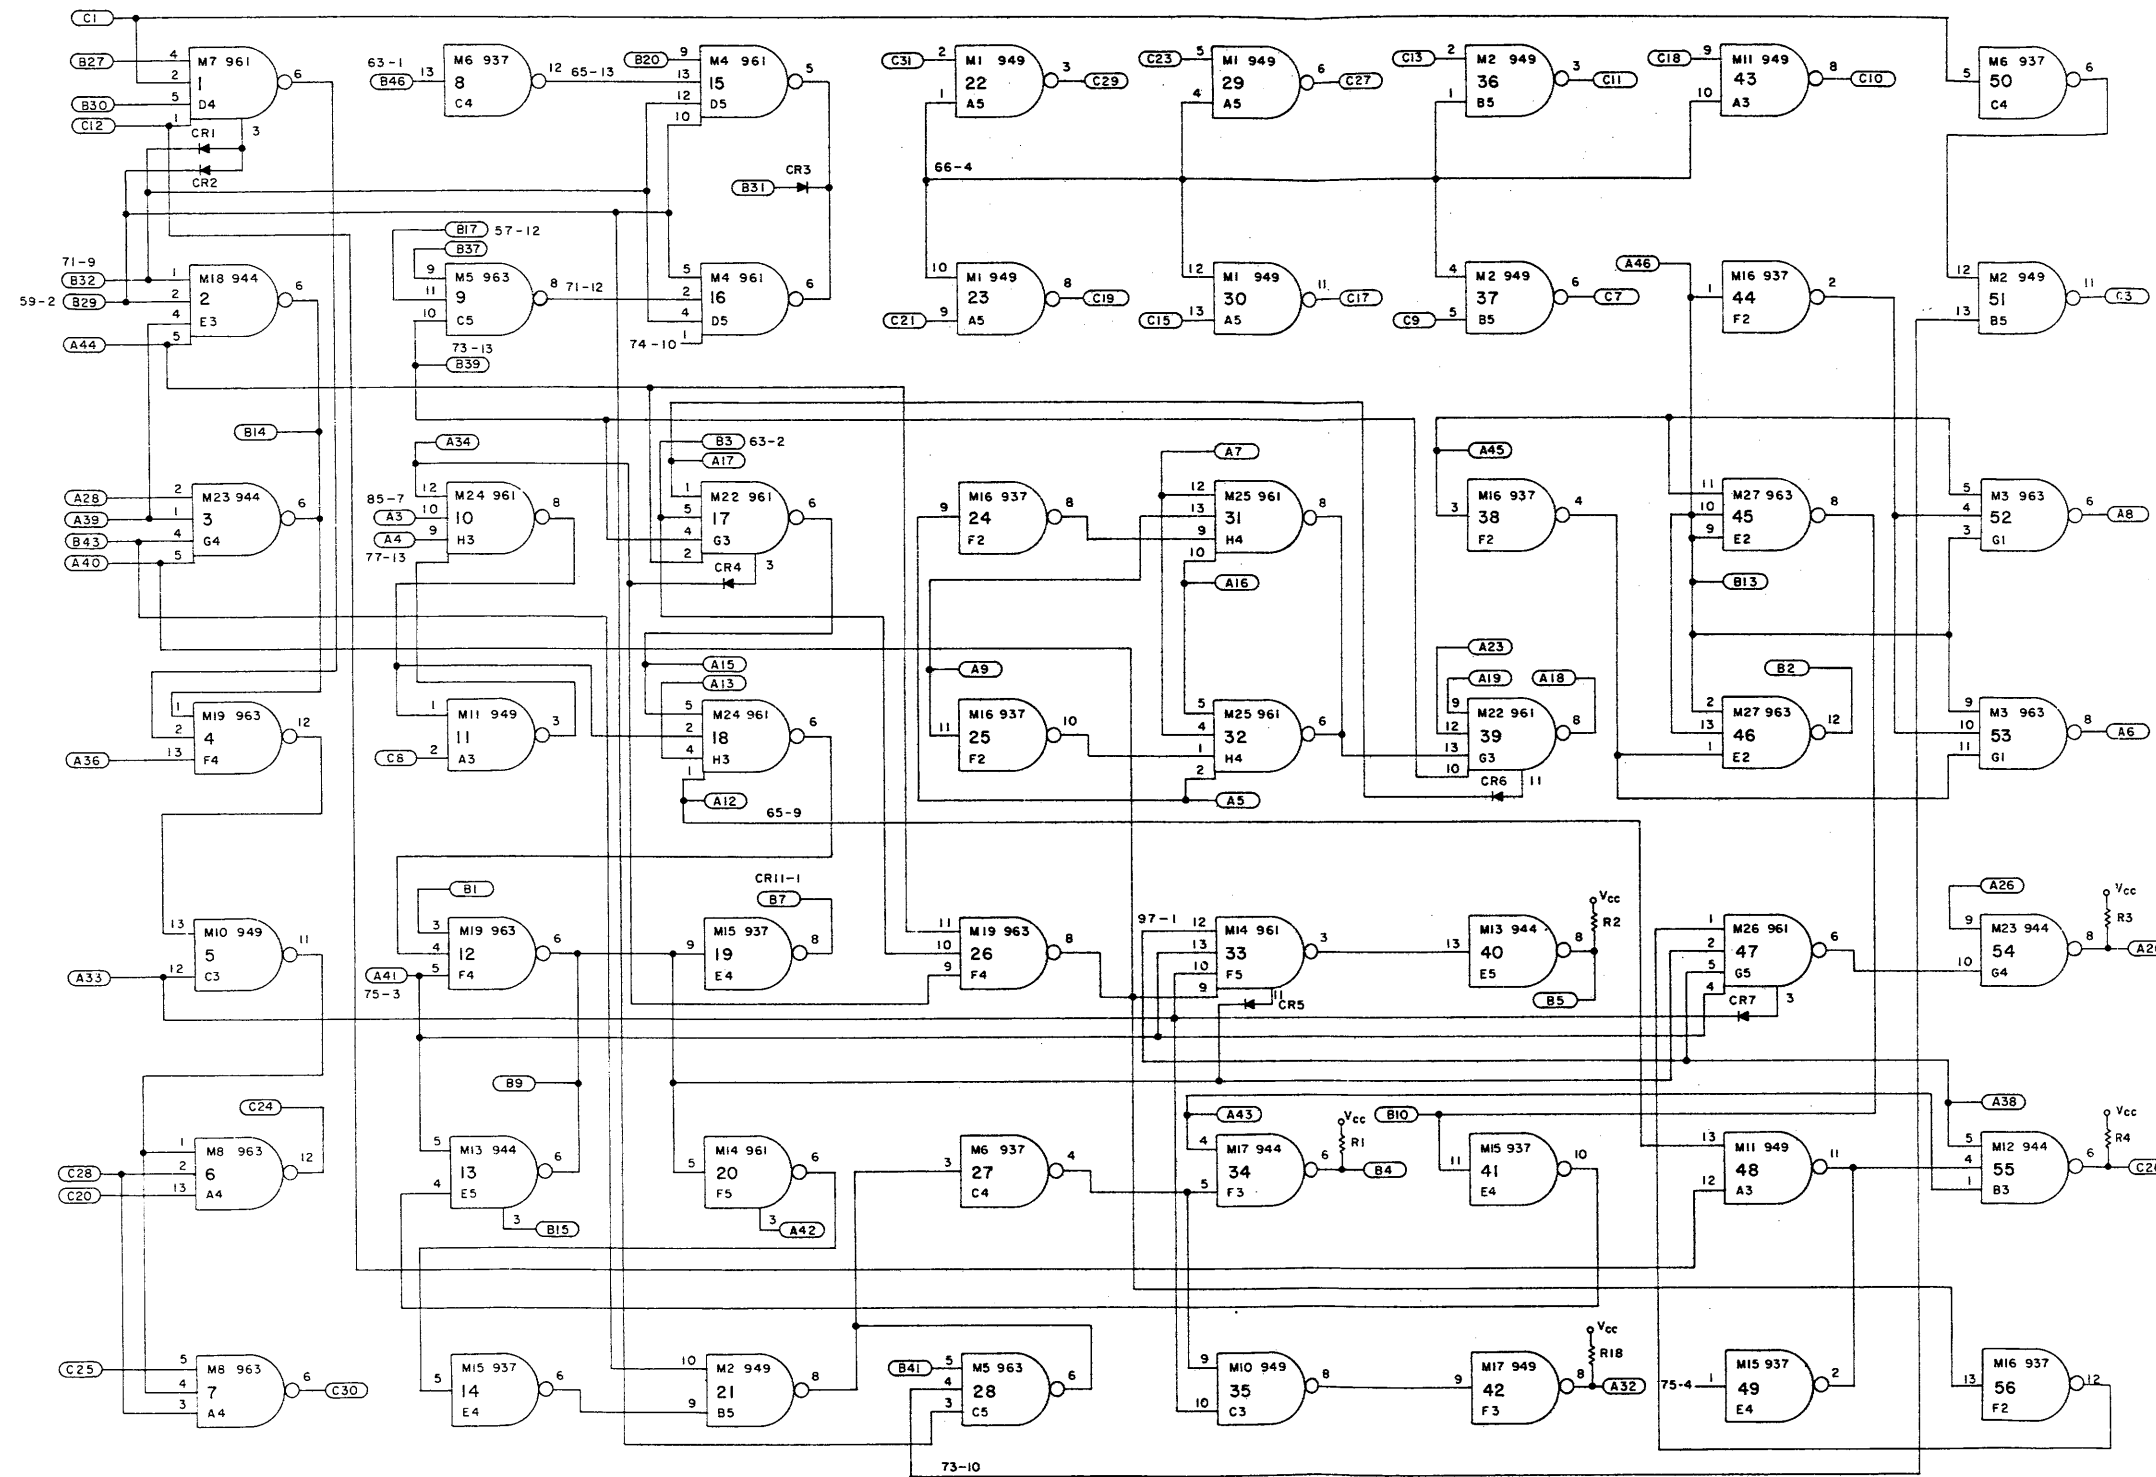 C1
B27 4 M7 961 6
2 1
B30 5 D4
C12 1
CR1 3
CR2
63-1
B46 13 M6 937 12 65-13
8
C4
B20 9 M4 961 5
13 15
12 D5
10
C31 2 M1 949 3 C29
22
1 A5
C23 5 M1 949 6 C27
29
4 A5
C13 2 M2 949 3 C11
36
1 B5
C18 9 M11 949 8 C10
43
10 A3
M6 937 6
5 50
C4
66-4
CR3
B31
B17 57-12
B37
71-9
B32 1 M18 944 6
59-2 B29 2 2
4 E3
A44 5
9 M5 963 8 71-12
11 9
10 C5
73-13
B39
5 M4 961 6
2 16
4 D5
74-10 1
10 M1 949 8 C19
23
C21 9 A5
12 M1 949 11 C17
30
C15 13 A5
4 M2 949 6 C7
37
C9 5 B5
A46
M16 937 2
1 44
F2
12 M2 949 11 C3
51
13 B5
B14
A34
B3 63-2
A17
A7
A45
A28 2 M23 944 6
A39 1 3
B43 4 G4
A40 5
85-7 12 M24 961 8
A3 10 10
A4 9 H3
77-13
1 M22 961 6
5 17
4 G3
2
CR4 3
M16 937 8
9 24
F2
12 M25 961 8
13 31
9 H4
10
A16
M16 937 4
3 38
F2
11 M27 963 8
10 45
9 E2
B13
5 M3 963 6 A8
4 52
3 G1
A15
A13
A9
A23
A19 A18
B2
1 M19 963 12
2 4
A36 13 F4
1 M11 949 3
11
C8 2 A3
5 M24 961 6
2 18
4 H3
1
A12
65-9
M16 937 10
11 25
F2
5 M25 961 6
4 32
1 H4
2
A5
9 M22 961 8
12 39
13 G3
10
CR6 11
2 M27 963 12
13 46
1 E2
9 M3 963 8 A6
10 53
11 G1
B1
CR11-1
B7
Vcc
R2
A26
Vcc
R3
13 M10 949 11
5
A33 12 C3
3 M19 963 6
4 12
A41 5 F4
75-3
M15 937 8
9 19
E4
11 M19 963 8
10 26
9 F4
97-1 12 M14 961 3
13 33
10 F5
9
11 CR5
M13 944 8
13 40
E5
B5
1 M26 961 6
2 47
5 G5
4 CR7 3
9 M23 944 8
54
10 G4
B9
C24
A43
Vcc
R1
B10
A38
Vcc
R4
1 M8 963 12
C28 2 6
C20 13 A4
5 M13 944 6
13
4 E5
3 B15
M14 961 6
5 20
F5
3 A42
M6 937 4
3 27
C4
4 M17 944 6 B4
34
5 F3
M15 937 10
11 41
E4
13 M11 949 11
48
12 A3
5 M12 944 6
4 55
1 B3
C25 5 M8 963 6 C30
4 7
3 A4
M15 937 6
5 14
E4
10 M2 949 8
21
9 B5
B41 5 M5 963 6
4 28
3 C5
9 M10 949 8
35
10 C3
Vcc
R18
M17 949 8 A32
9 42
F3
75-4 1 M15 937 2
49
E4
M16 937 12
13 56
F2
73-10